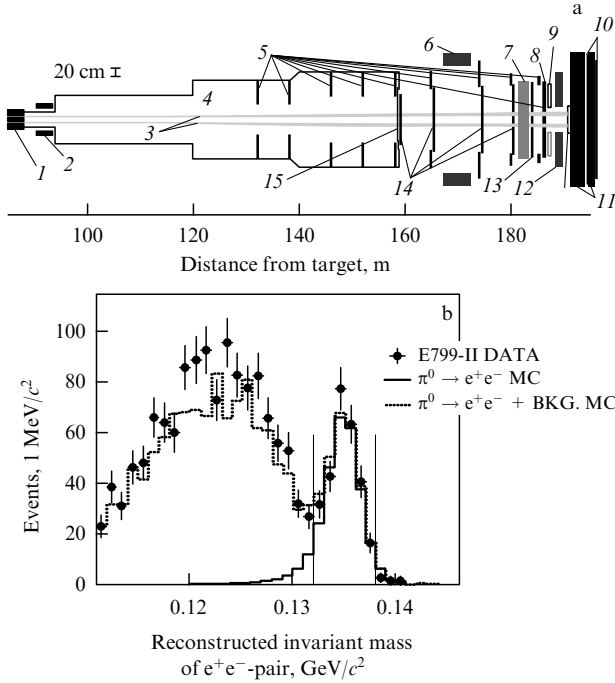 a
20 cm
5
6
7
8
9
10
4
3
1
2
15
14
13
12
11
100
120
140
160
180
Distance from target, m
b
100
80
60
40
20
0
Events, 1 MeV/c²
E799-II DATA
π⁰ → e⁺e⁻ MC
π⁰ → e⁺e⁻ + BKG. MC
0.12
0.13
0.14
Reconstructed invariant mass
of e⁺e⁻-pair, GeV/c²